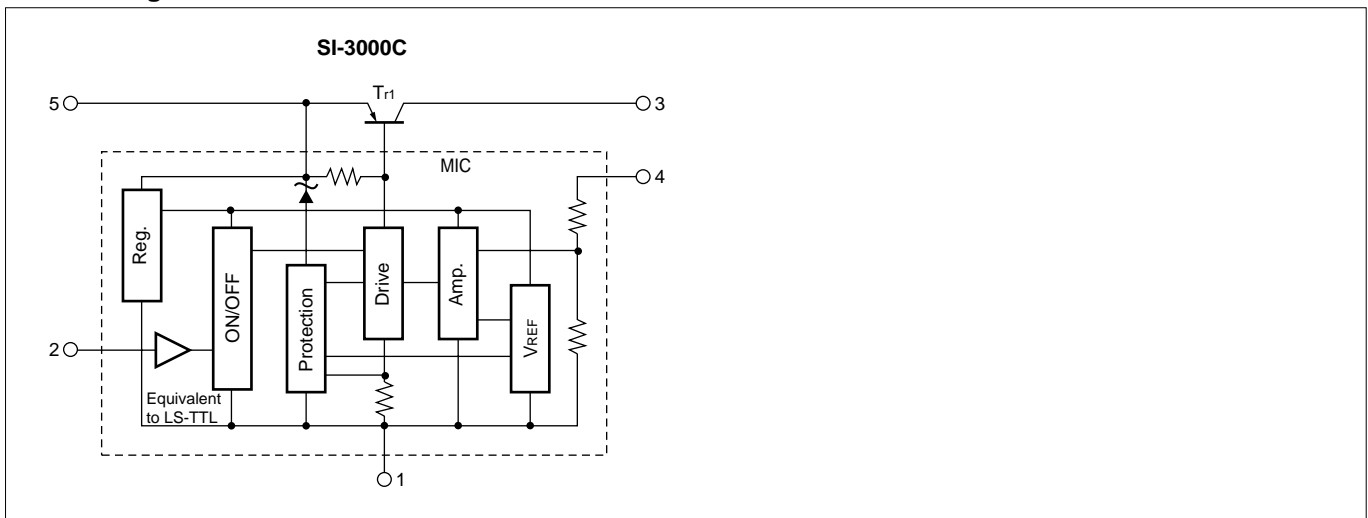 SI-3000C
5
Tr1
3
MIC
4
Reg.
ON/OFF
Protection
Drive
Amp.
VREF
2
Equivalent
to LS-TTL
1